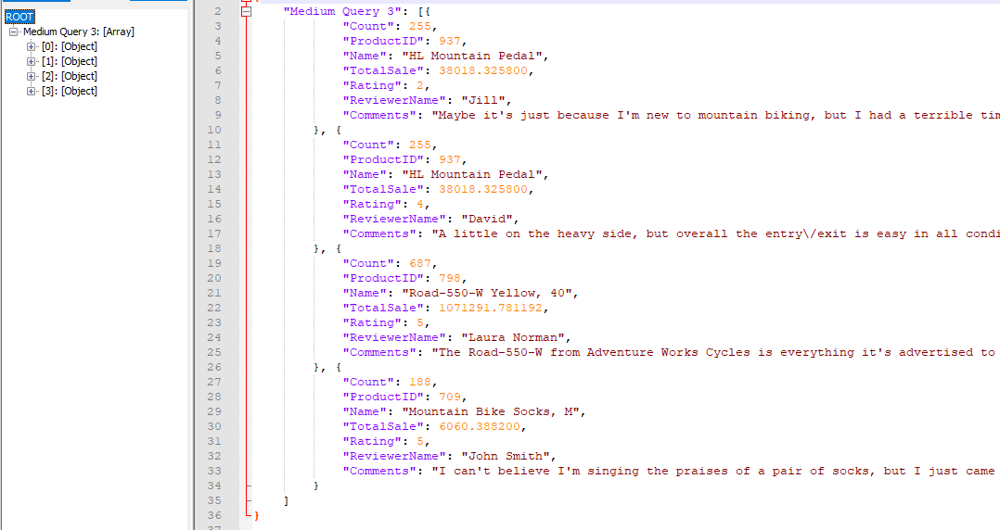 ROOT
Medium Query 3: [Array]
[0]: [Object]
[1]: [Object]
[2]: [Object]
[3]: [Object]
2 "Medium Query 3": [{
3 "Count": 255,
4 "ProductID": 937,
5 "Name": "HL Mountain Pedal",
6 "TotalSale": 38018.325800,
7 "Rating": 2,
8 "ReviewerName": "Jill",
9 "Comments": "Maybe it's just because I'm new to mountain biking, but I had a terrible tim
10 }, {
11 "Count": 255,
12 "ProductID": 937,
13 "Name": "HL Mountain Pedal",
14 "TotalSale": 38018.325800,
15 "Rating": 4,
16 "ReviewerName": "David",
17 "Comments": "A little on the heavy side, but overall the entry\/exit is easy in all condi
18 }, {
19 "Count": 687,
20 "ProductID": 798,
21 "Name": "Road-550-W Yellow, 40",
22 "TotalSale": 1071291.781192,
23 "Rating": 5,
24 "ReviewerName": "Laura Norman",
25 "Comments": "The Road-550-W from Adventure Works Cycles is everything it's advertised to
26 }, {
27 "Count": 188,
28 "ProductID": 709,
29 "Name": "Mountain Bike Socks, M",
30 "TotalSale": 6060.388200,
31 "Rating": 5,
32 "ReviewerName": "John Smith",
33 "Comments": "I can't believe I'm singing the praises of a pair of socks, but I just came
34 }
35 ]
36 }
37